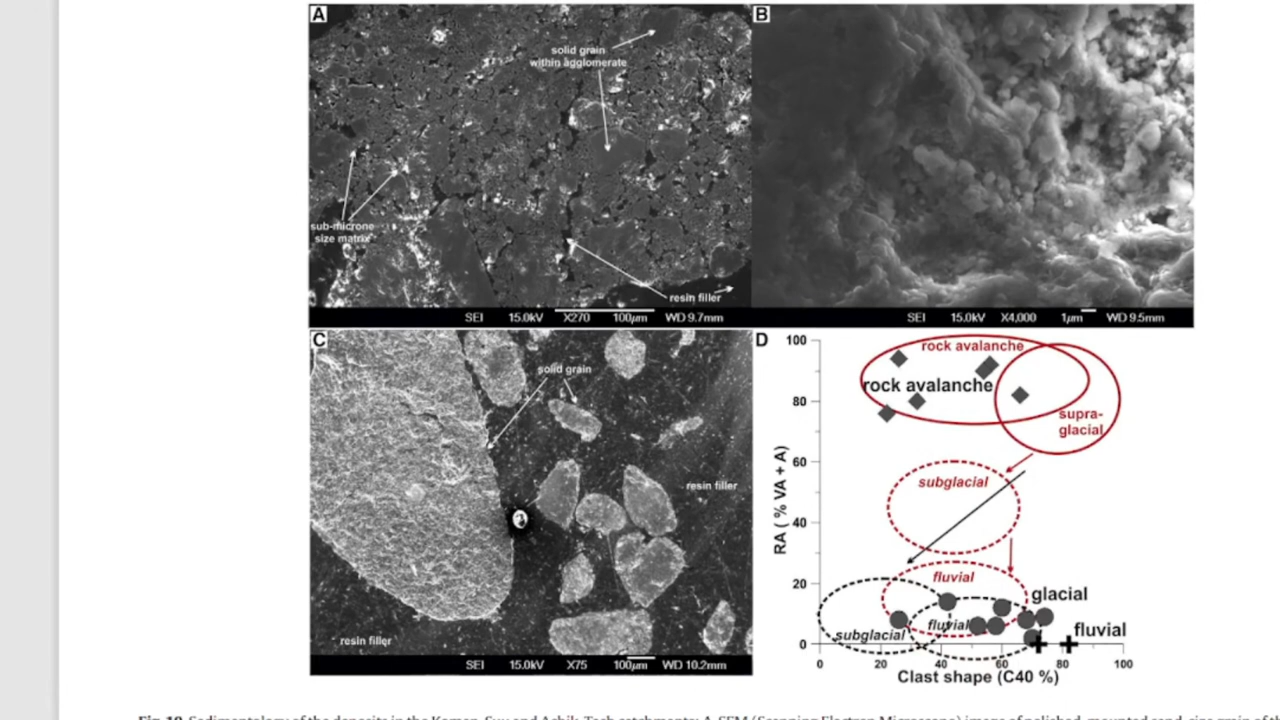 A
solid grain
within agglomerate
sub-microne
size matrix
resin filler
SEI 15.0kV X270 100µm WD 9.7mm
B
SEI 15.0kV X4,000 1µm WD 9.5mm
C
solid grain
resin filler
resin filler
SEI 15.0kV X75 100µm WD 10.2mm
D
RA ( % VA + A)
100
80
60
40
20
0
rock avalanche
rock avalanche
supra-
glacial
subglacial
fluvial
glacial
fluvial
fluvial
subglacial
0 20 40 60 80 100
Clast shape (C40 %)